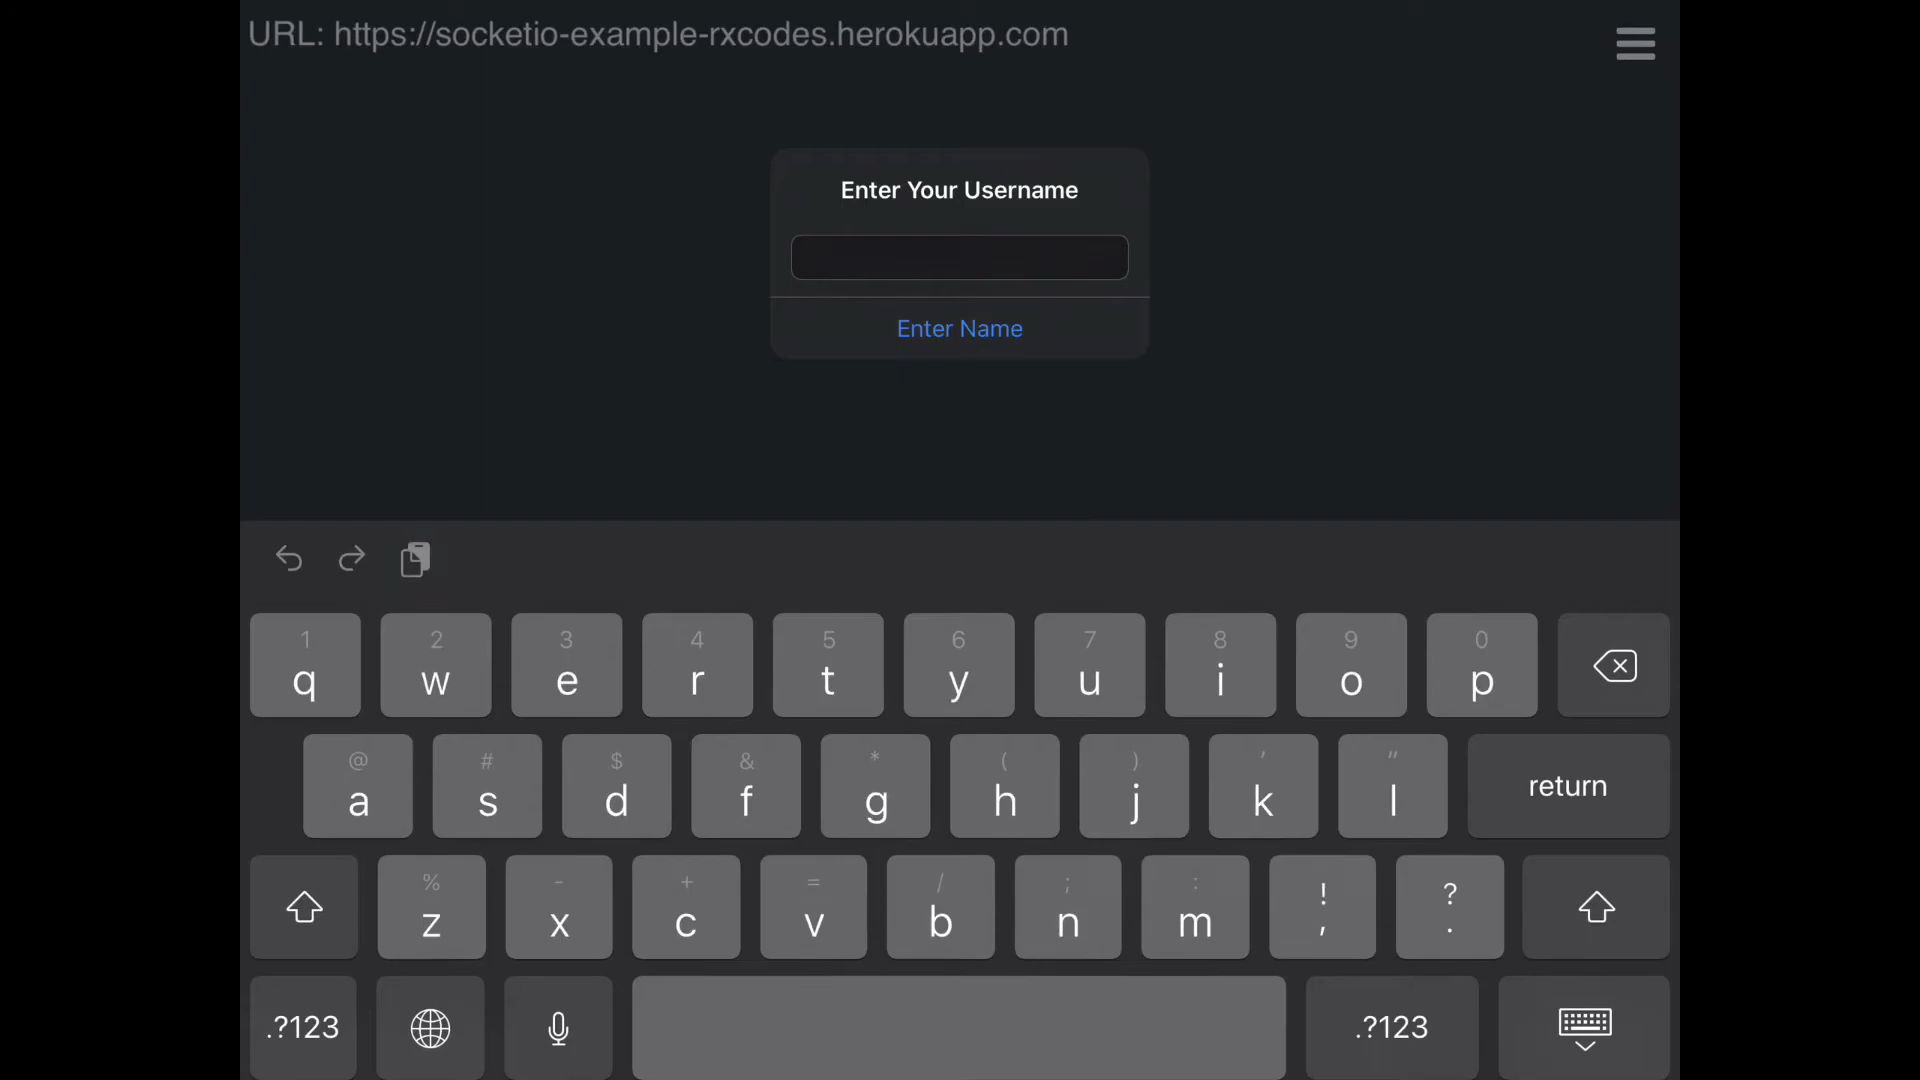 URL: https://socketio-example-rxcodes.herokuapp.com
Enter Your Username
Enter Name
1 2 3 4 5 6 7 8 9 0
q w e r t y u i o p
@ # $ & * ( ) ' "
a s d f g h j k l return
% - + = / ; : ! ?
z x c v b n m , .
.?123 .?123